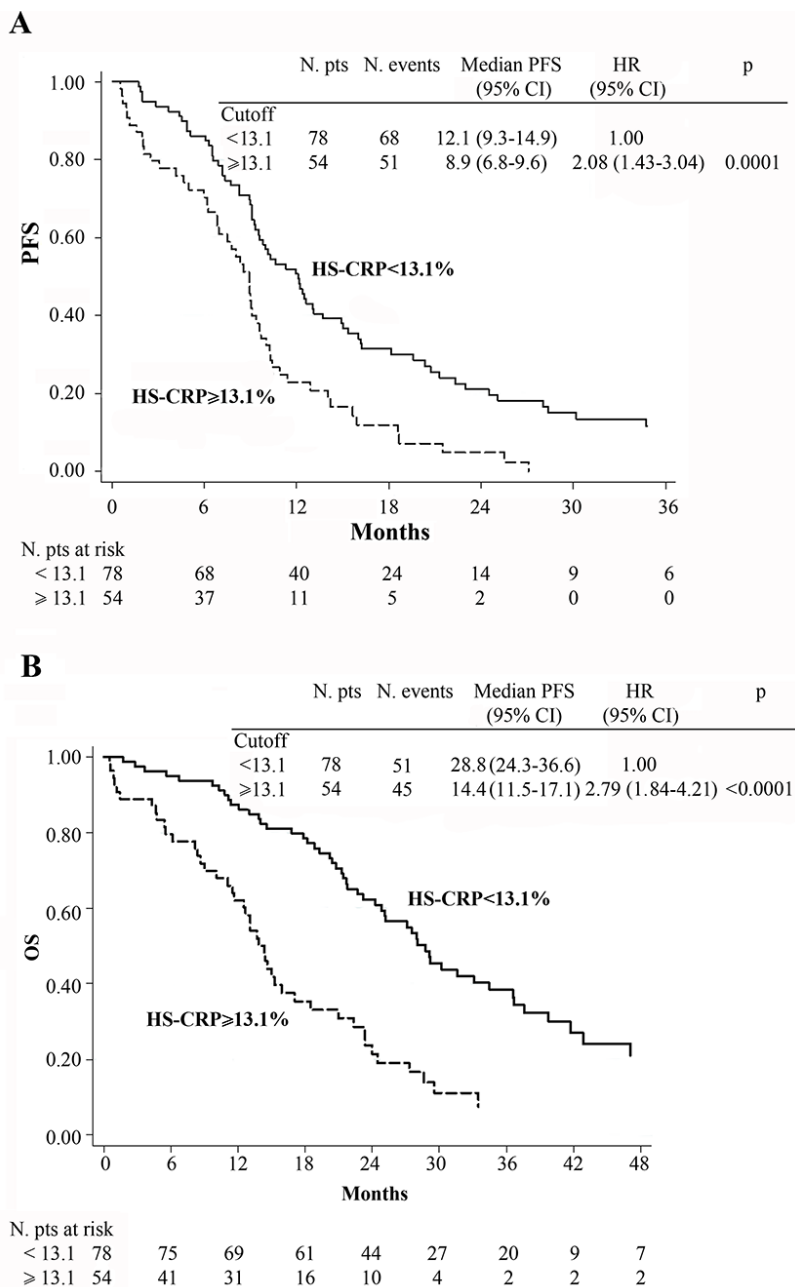 A
N. pts N. events Median PFS HR p
(95% CI) (95% CI)
Cutoff
<13.1 78 68 12.1 (9.3-14.9) 1.00
⩾13.1 54 51 8.9 (6.8-9.6) 2.08 (1.43-3.04) 0.0001
1.00
0.80
0.60
0.40
0.20
0.00
PFS
HS-CRP<13.1%
HS-CRP⩾13.1%
0 6 12 18 24 30 36
Months
N. pts at risk
< 13.1 78 68 40 24 14 9 6
⩾ 13.1 54 37 11 5 2 0 0
B
N. pts N. events Median PFS HR p
(95% CI) (95% CI)
Cutoff
<13.1 78 51 28.8 (24.3-36.6) 1.00
⩾13.1 54 45 14.4 (11.5-17.1) 2.79 (1.84-4.21) <0.0001
1.00
0.80
0.60
0.40
0.20
0.00
OS
HS-CRP<13.1%
HS-CRP⩾13.1%
0 6 12 18 24 30 36 42 48
Months
N. pts at risk
< 13.1 78 75 69 61 44 27 20 9 7
⩾ 13.1 54 41 31 16 10 4 2 2 2